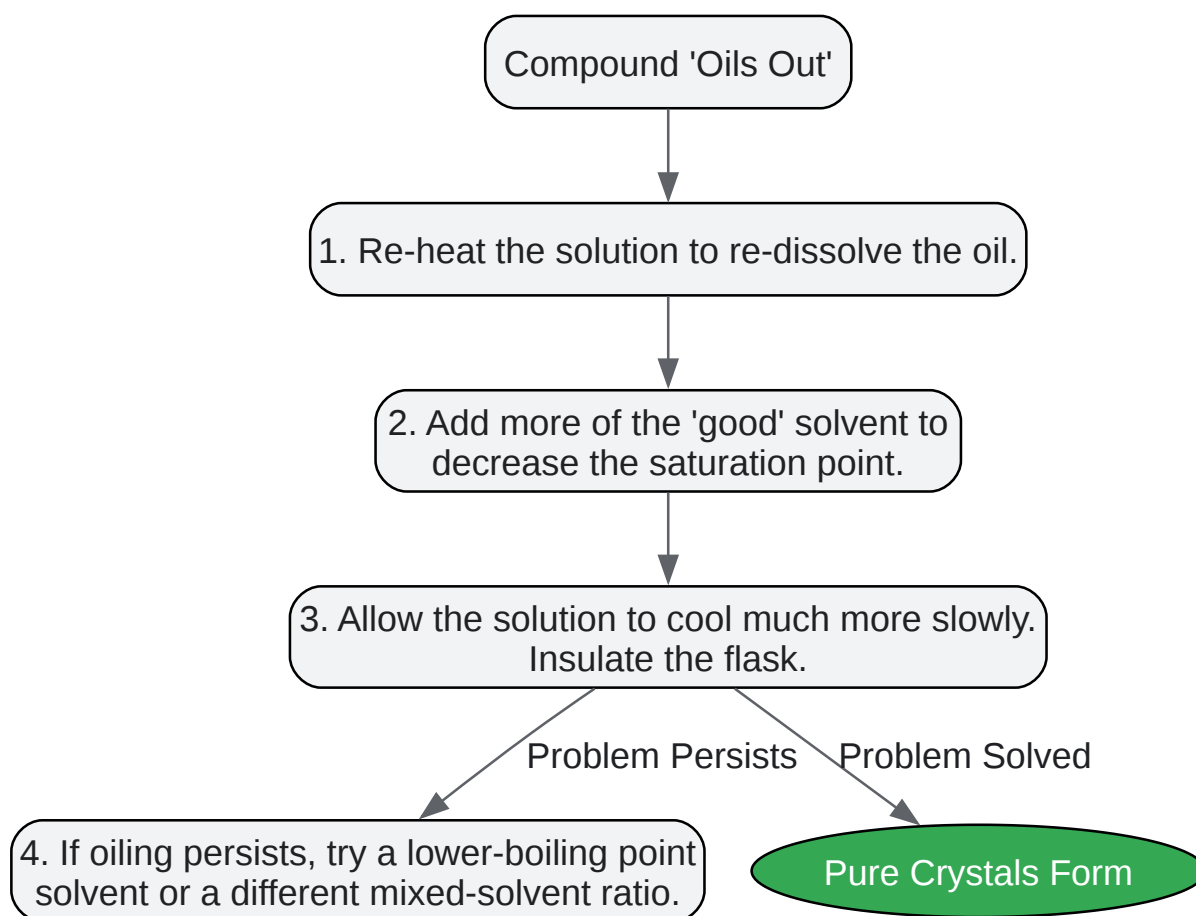 Compound 'Oils Out'
1. Re-heat the solution to re-dissolve the oil.
2. Add more of the 'good' solvent to
decrease the saturation point.
3. Allow the solution to cool much more slowly.
Insulate the flask.
Problem Persists
Problem Solved
4. If oiling persists, try a lower-boiling point
solvent or a different mixed-solvent ratio.
Pure Crystals Form